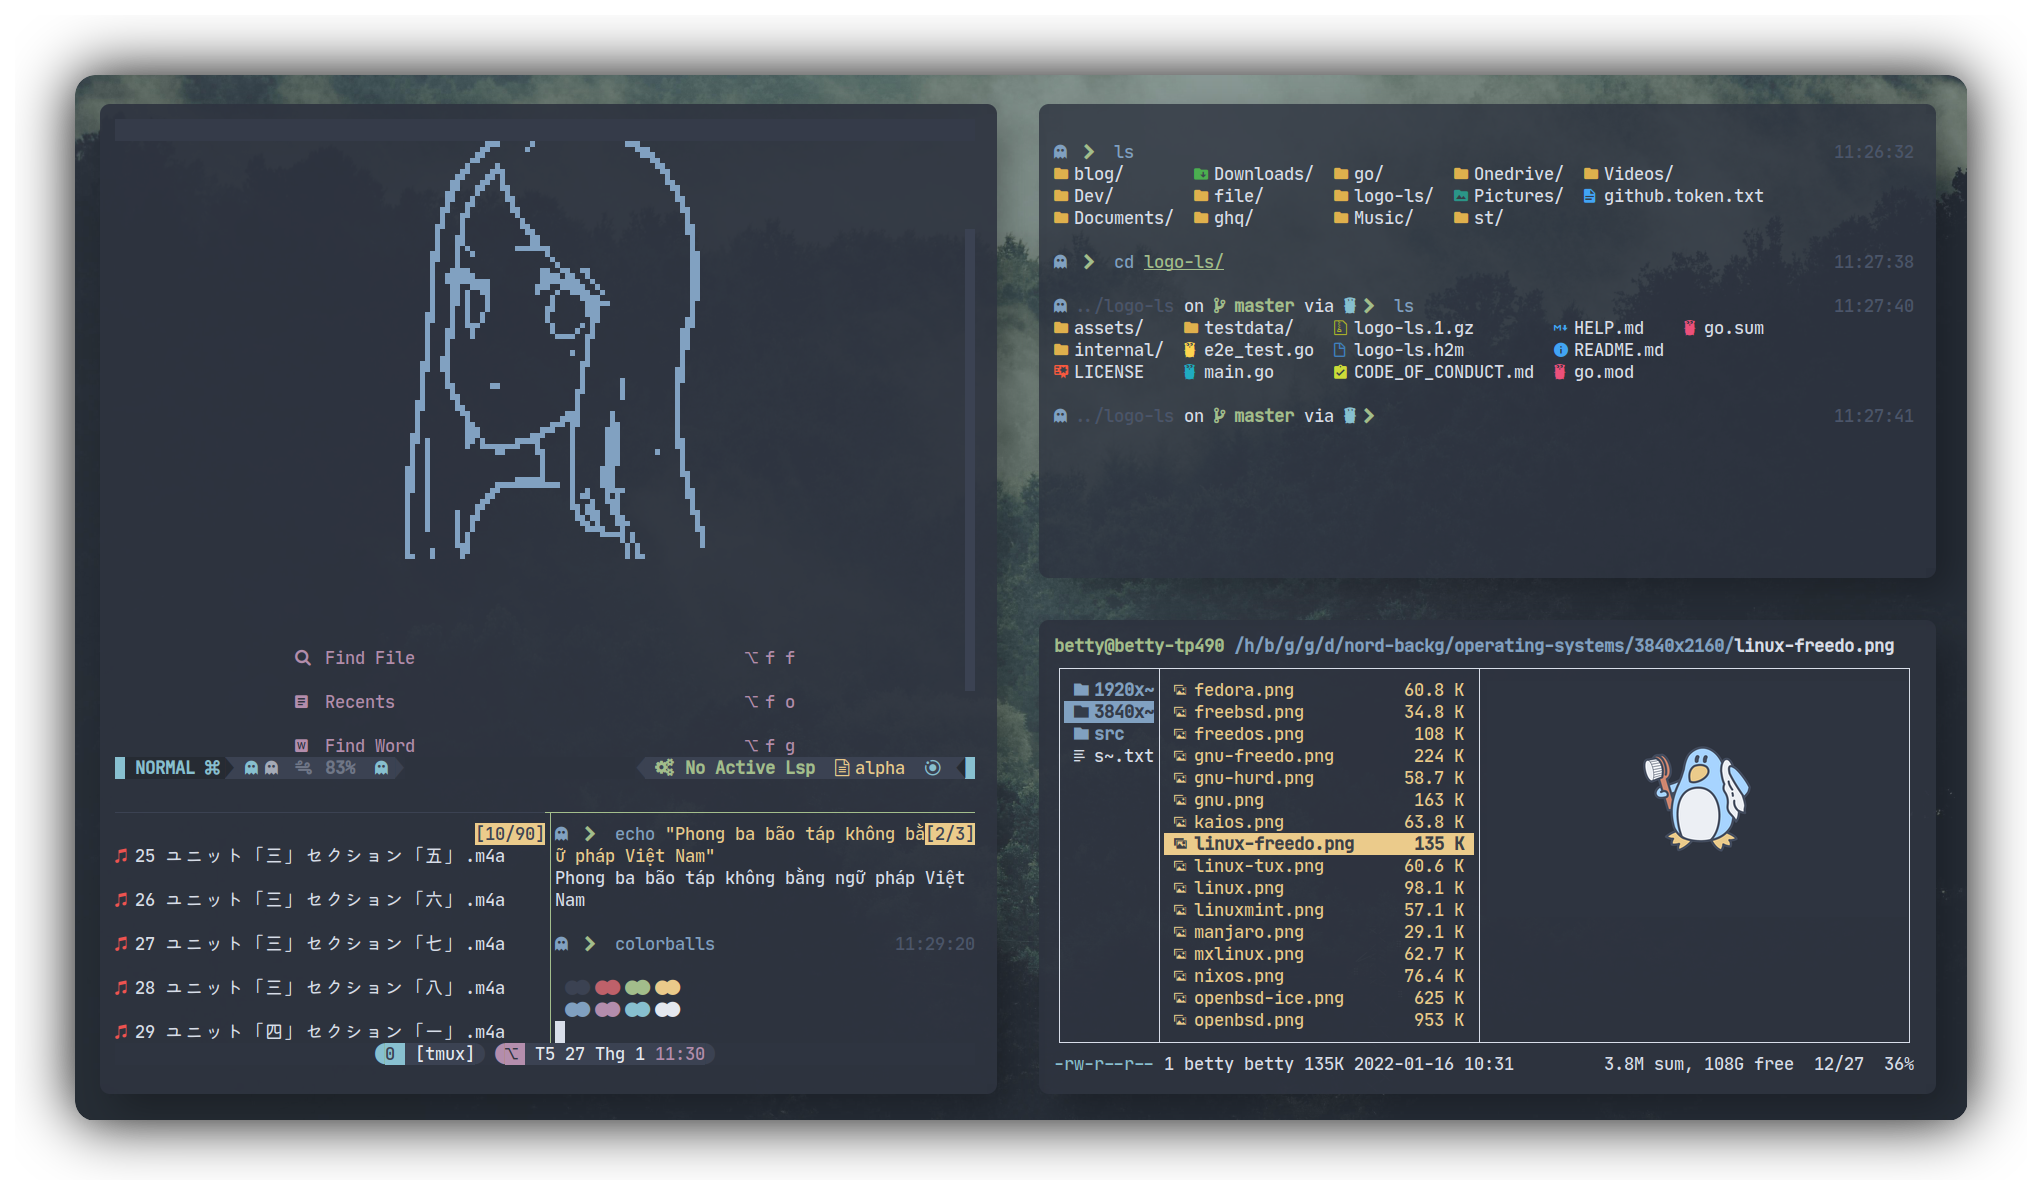 Find File ⌥ f f
Recents ⌥ f o
Find Word ⌥ f g
NORMAL ⌘ 83% No Active Lsp alpha
[10/90]
25 ユニット「三」セクション「五」.m4a
26 ユニット「三」セクション「六」.m4a
27 ユニット「三」セクション「七」.m4a
28 ユニット「三」セクション「八」.m4a
29 ユニット「四」セクション「一」.m4a
echo "Phong ba bão táp không bằ[2/3]
ữ pháp Việt Nam"
Phong ba bão táp không bằng ngữ pháp Việt
Nam
colorballs 11:29:20
0 [tmux] ⌥ T5 27 Thg 1 11:30
ls 11:26:32
blog/ Downloads/ go/ Onedrive/ Videos/
Dev/ file/ logo-ls/ Pictures/ github.token.txt
Documents/ ghq/ Music/ st/
cd logo-ls/ 11:27:38
../logo-ls on master via ls 11:27:40
assets/ testdata/ logo-ls.1.gz HELP.md go.sum
internal/ e2e_test.go logo-ls.h2m README.md
LICENSE main.go CODE_OF_CONDUCT.md go.mod
../logo-ls on master via 11:27:41
betty@betty-tp490 /h/b/g/g/d/nord-backg/operating-systems/3840x2160/linux-freedo.png
1920x~ fedora.png 60.8 K
3840x~ freebsd.png 34.8 K
src freedos.png 108 K
s~.txt gnu-freedo.png 224 K
gnu-hurd.png 58.7 K
gnu.png 163 K
kaios.png 63.8 K
linux-freedo.png 135 K
linux-tux.png 60.6 K
linux.png 98.1 K
linuxmint.png 57.1 K
manjaro.png 29.1 K
mxlinux.png 62.7 K
nixos.png 76.4 K
openbsd-ice.png 625 K
openbsd.png 953 K
-rw-r--r-- 1 betty betty 135K 2022-01-16 10:31 3.8M sum, 108G free 12/27 36%